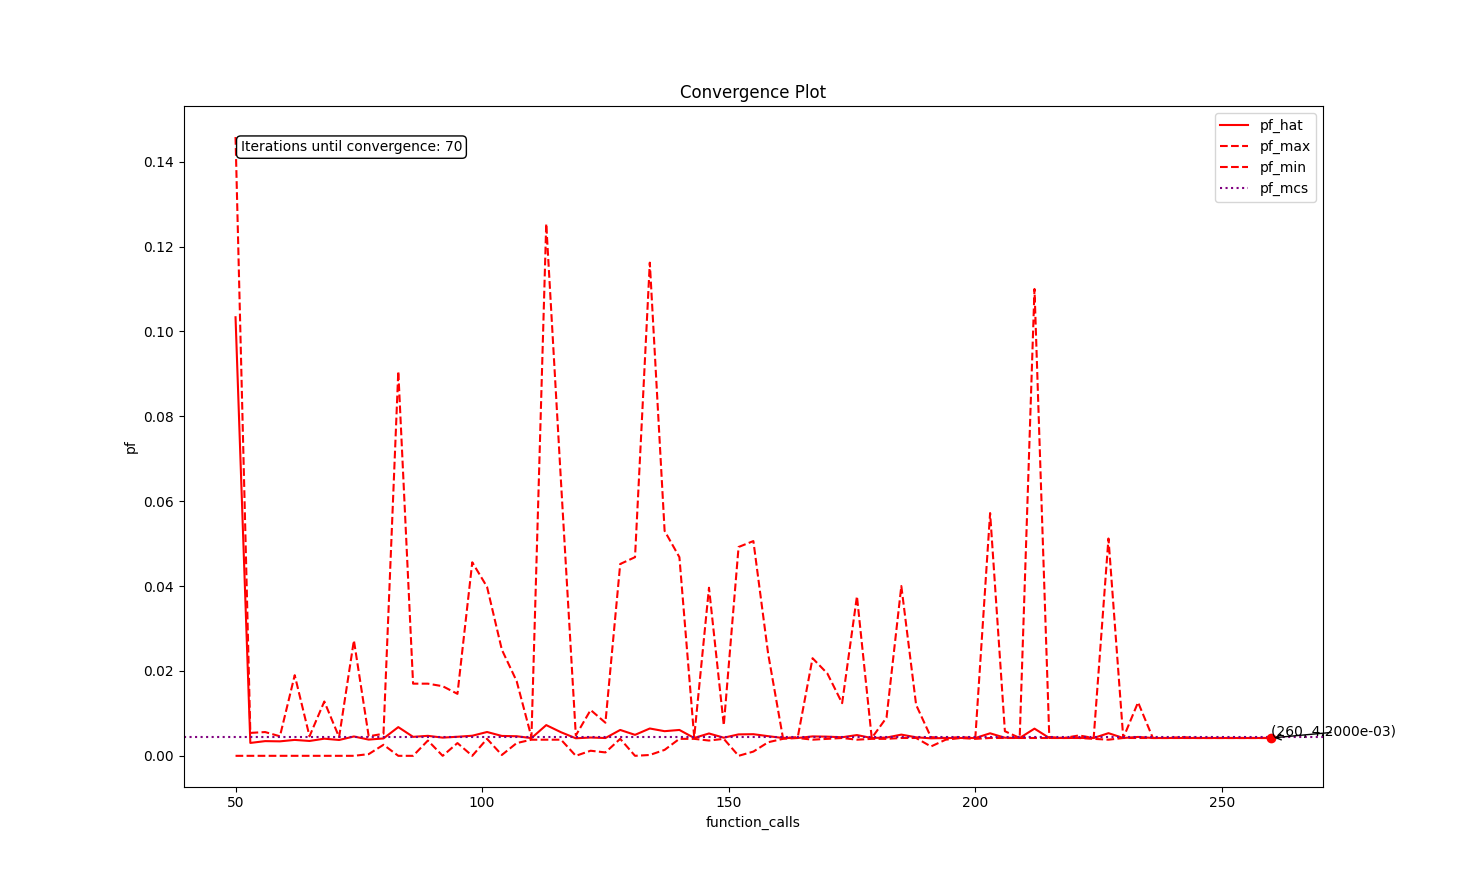 Convergence Plot
Iterations until convergence: 70
pf_hat
pf_max
pf_min
pf_mcs
0.14
0.12
0.10
0.08
0.06
0.04
0.02
0.00
pf
(260, 4.2000e-03)
50
100
150
200
250
function_calls